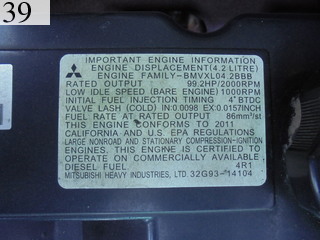 39
IMPORTANT ENGINE INFORMATION
ENGINE DISPLACEMENT(4.2 LITRE)
ENGINE FAMILY-BMVXL04.2BBB
RATED OUTPUT 99.2HP/2000RPM
LOW IDLE SPEED (BARE ENGINE) 1000RPM
INITIAL FUEL INJECTION TIMING 4°BTDC
VALVE LASH (COLD) IN:0.0098 EX:0.0157INCH
FUEL RATE AT RATED OUTPUT 86mm³/st
THIS ENGINE CONFORMS TO 2011
CALIFORNIA AND U.S. EPA REGULATIONS
LARGE NONROAD AND STATIONARY COMPRESSION-IGNITION
ENGINES. THIS ENGINE IS CERTIFIED TO
OPERATE ON COMMERCIALLY AVAILABLE
DIESEL FUEL 4R1
MITSUBISHI HEAVY INDUSTRIES, LTD. 32G93-14104